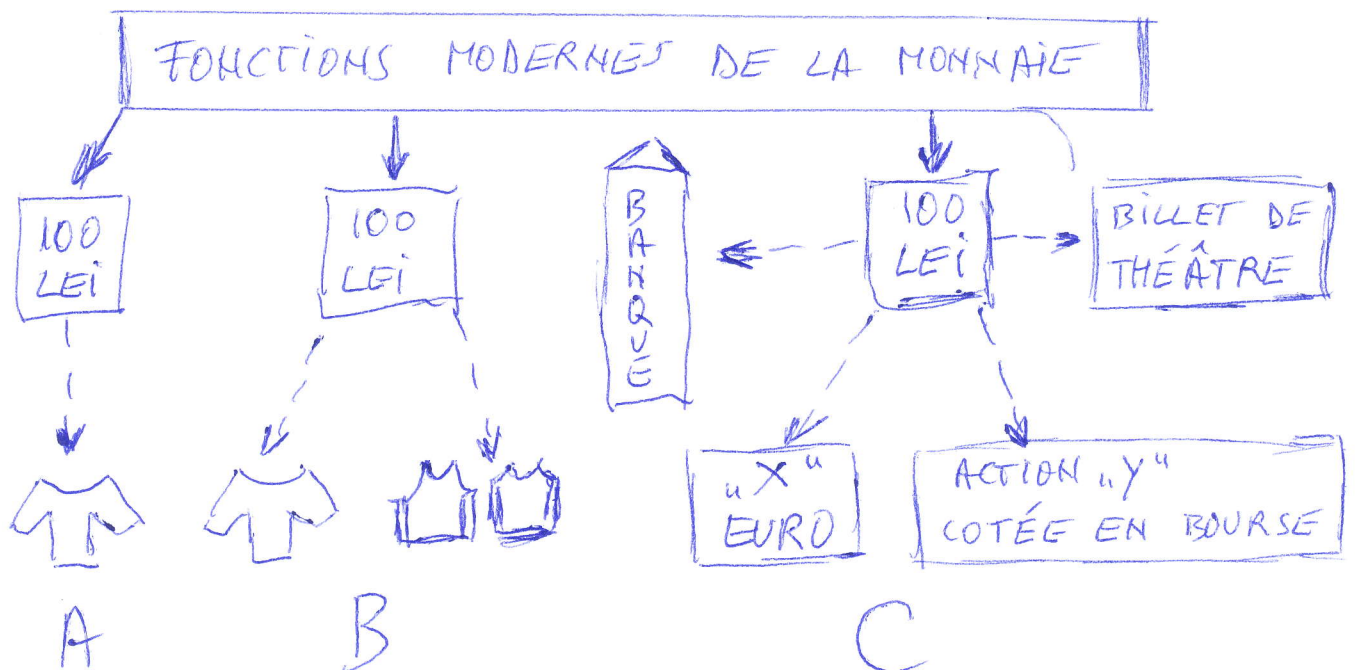 FONCTIONS MODERNES DE LA MONNAIE
100
LEI
100
LEI
BANQUE
100
LEI
BILLET DE
THÉÂTRE
„X“
EURO
ACTION „Y“
COTÉE EN BOURSE
A
B
C